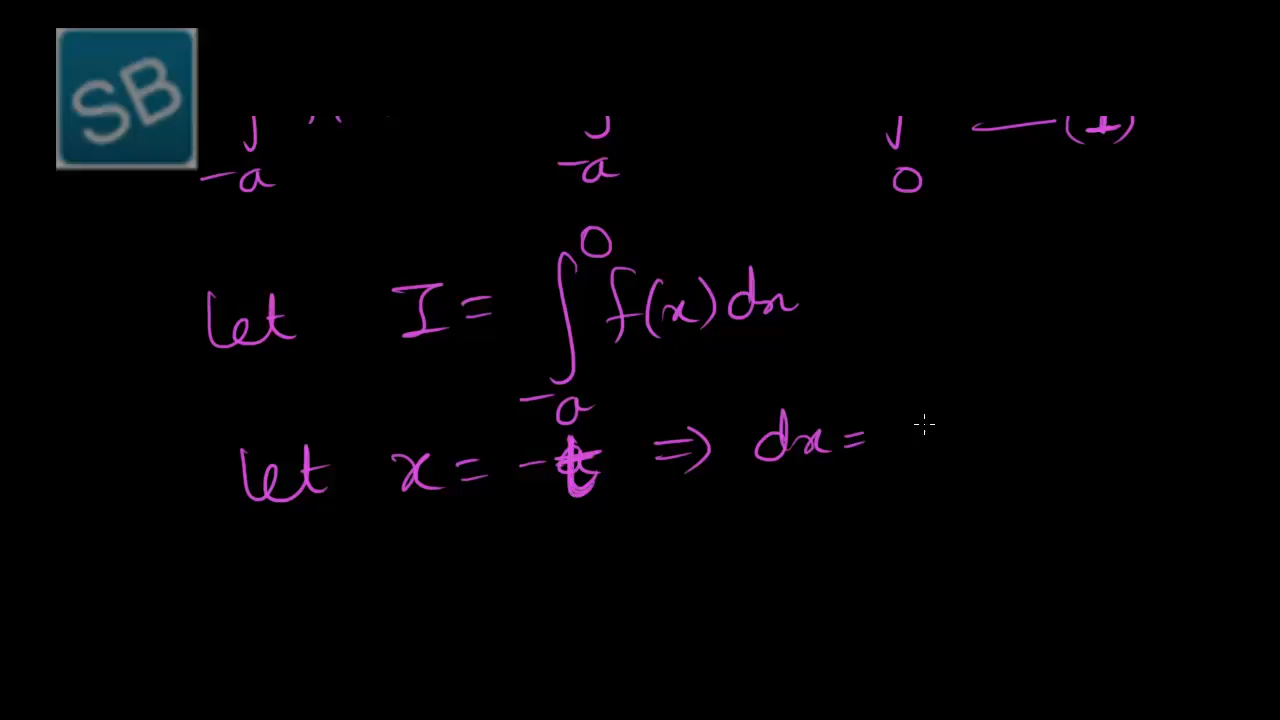 SB
-a -a 0 —(1)
let I = ∫_{-a}^{0} f(x) dx
let x = -t ⇒ dx =